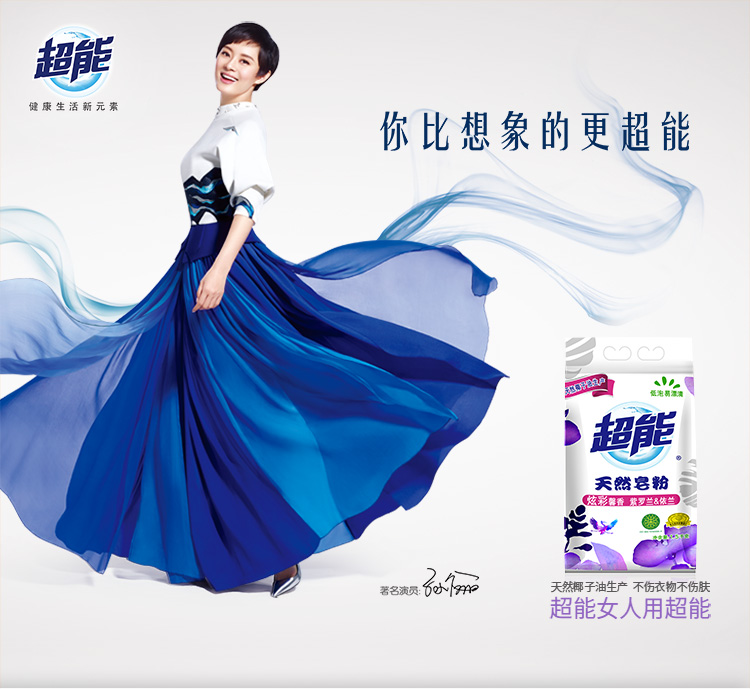 超能
健康生活新元素
你比想象的更超能
低泡易漂清
超能
®
天然皂粉
炫彩馨香 紫罗兰&依兰
著名演员:
天然椰子油生产 不伤衣物不伤肤
超能女人用超能